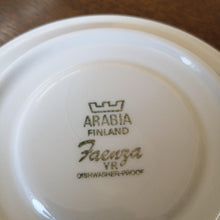 ARABIA
FINLAND
Faenza
YR
DISHWASHER-PROOF